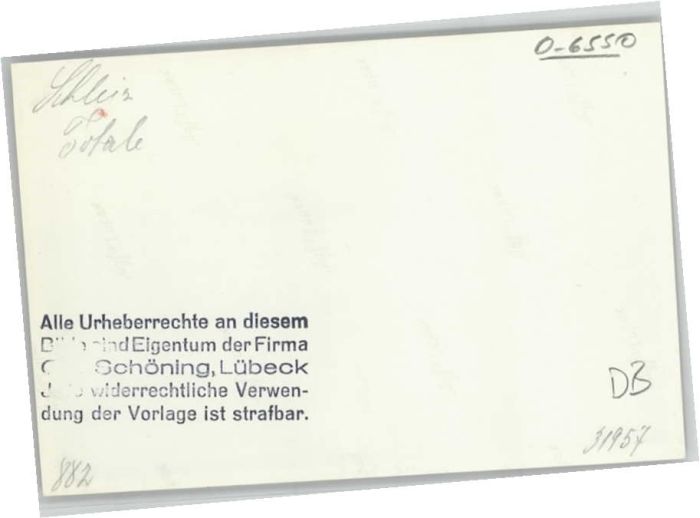 O-6550
Schleiz
Totale
Alle Urheberrechte an diesem
sind Eigentum der Firma
Schöning, Lübeck
widerrechtliche Verwen-
dung der Vorlage ist strafbar.
DB
31957
882